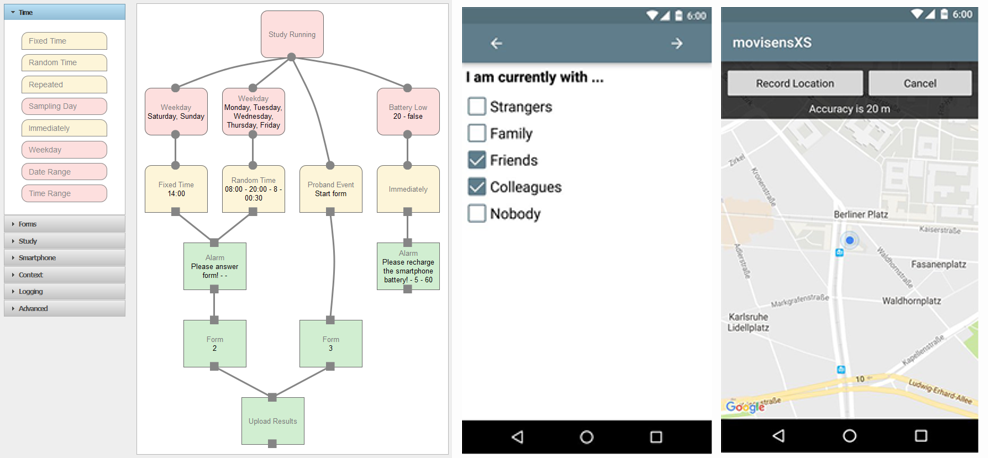 Time
Fixed Time
Random Time
Repeated
Sampling Day
Immediately
Weekday
Date Range
Time Range
Forms
Study
Smartphone
Context
Logging
Advanced
Study Running
Weekday
Saturday, Sunday
Weekday
Monday, Tuesday,
Wednesday,
Thursday, Friday
Battery Low
20 - false
Fixed Time
14:00
Random Time
08:00 - 20:00 - 8 -
00:30
Proband Event
Start form
Immediately
Alarm
Please answer
form! - -
Alarm
Please recharge
the smartphone
battery! - 5 - 60
Form
2
Form
3
Upload Results
6:00
I am currently with ...
Strangers
Family
Friends
Colleagues
Nobody
6:00
movisensXS
Record Location
Cancel
Accuracy is 20 m
Zirkel
Kronenstraße
Berliner Platz
Kaiserstraße
Adlerstraße
Waldhornstraße
Fasanenplatz
Markgrafenstraße
Waldhornplatz
Karlsruhe
Lidellplatz
Kapellenstraße
10
Ludwig-Erhard-Allee
Google